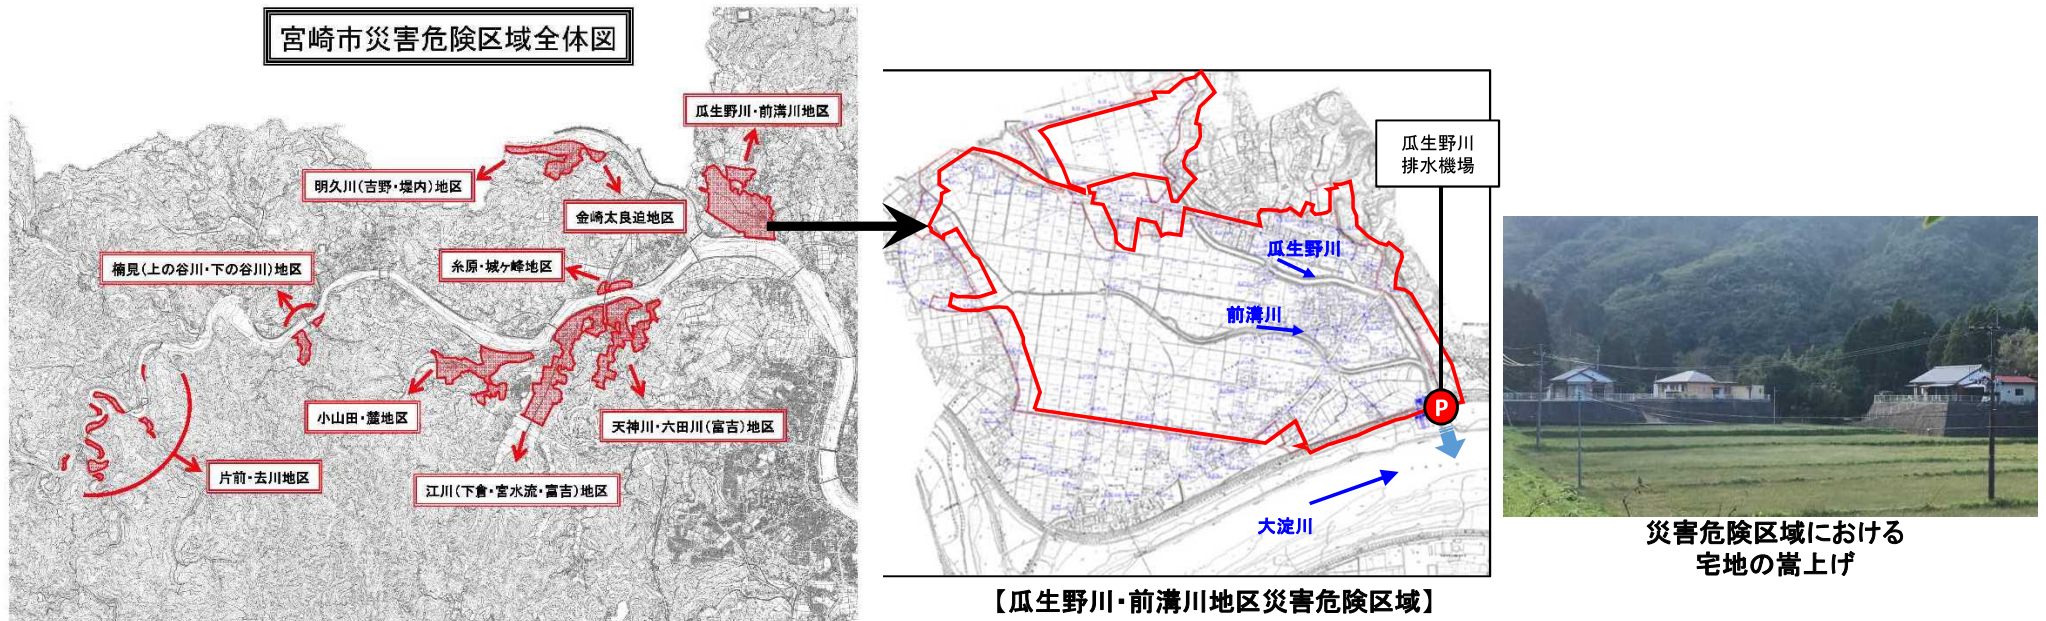 宮崎市災害危険区域全体図
瓜生野川・前溝川地区
明久川(吉野・堤内)地区
金崎太良迫地区
楠見(上の谷川・下の谷川)地区
糸原・城ヶ峰地区
小山田・麓地区
天神川・六田川(富吉)地区
片前・去川地区
江川(下倉・宮水流・富吉)地区
瓜生野川
排水機場
瓜生野川
前溝川
P
大淀川
【瓜生野川・前溝川地区災害危険区域】
災害危険区域における
宅地の嵩上げ